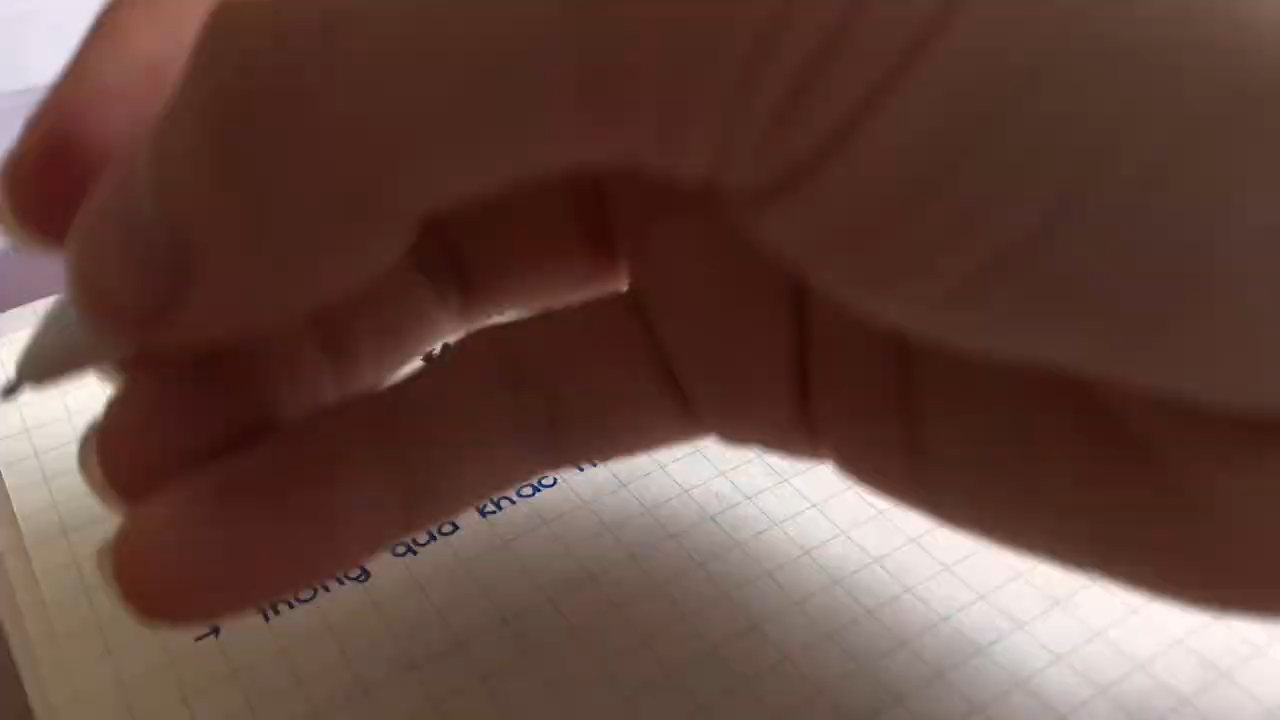 → Thông qua khác